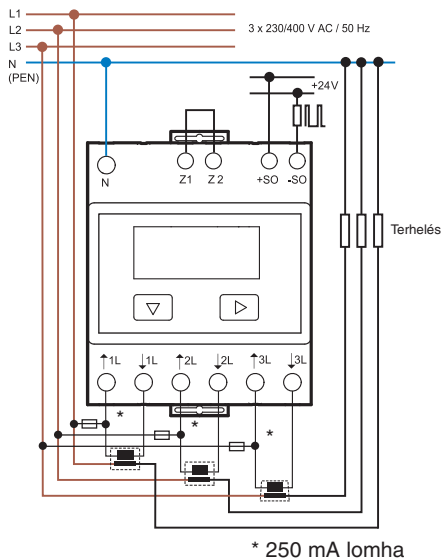 L1
L2
L3
N
(PEN)
3 x 230/400 V AC / 50 Hz
+24V
N
Z1
Z 2
+SO
-SO
Terhelés
↑1L
↓1L
↑2L
↓2L
↑3L
↓3L
*
*
*
* 250 mA lomha